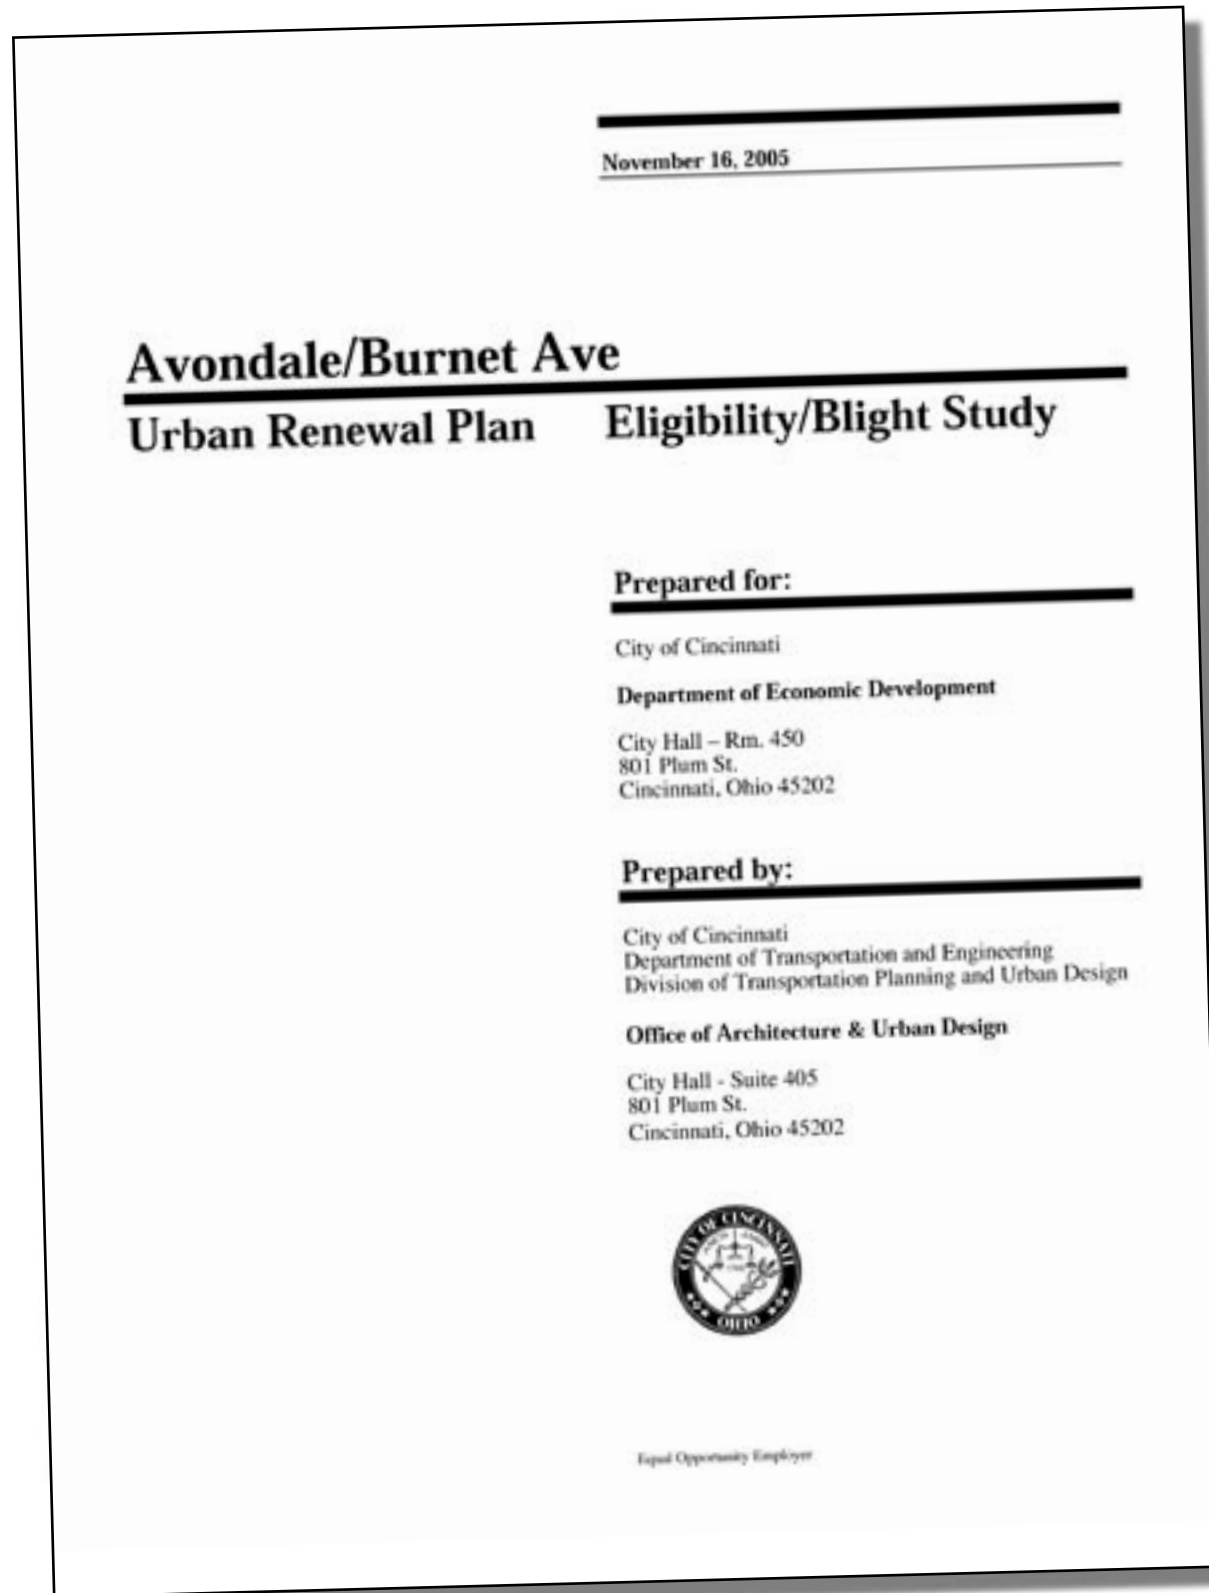 November 16, 2005
Avondale/Burnet Ave
Urban Renewal Plan Eligibility/Blight Study
Prepared for:
City of Cincinnati
Department of Economic Development
City Hall – Rm. 450
801 Plum St.
Cincinnati, Ohio 45202
Prepared by:
City of Cincinnati
Department of Transportation and Engineering
Division of Transportation Planning and Urban Design
Office of Architecture & Urban Design
City Hall - Suite 405
801 Plum St.
Cincinnati, Ohio 45202
CITY OF CINCINNATI
OHIO
Equal Opportunity Employer